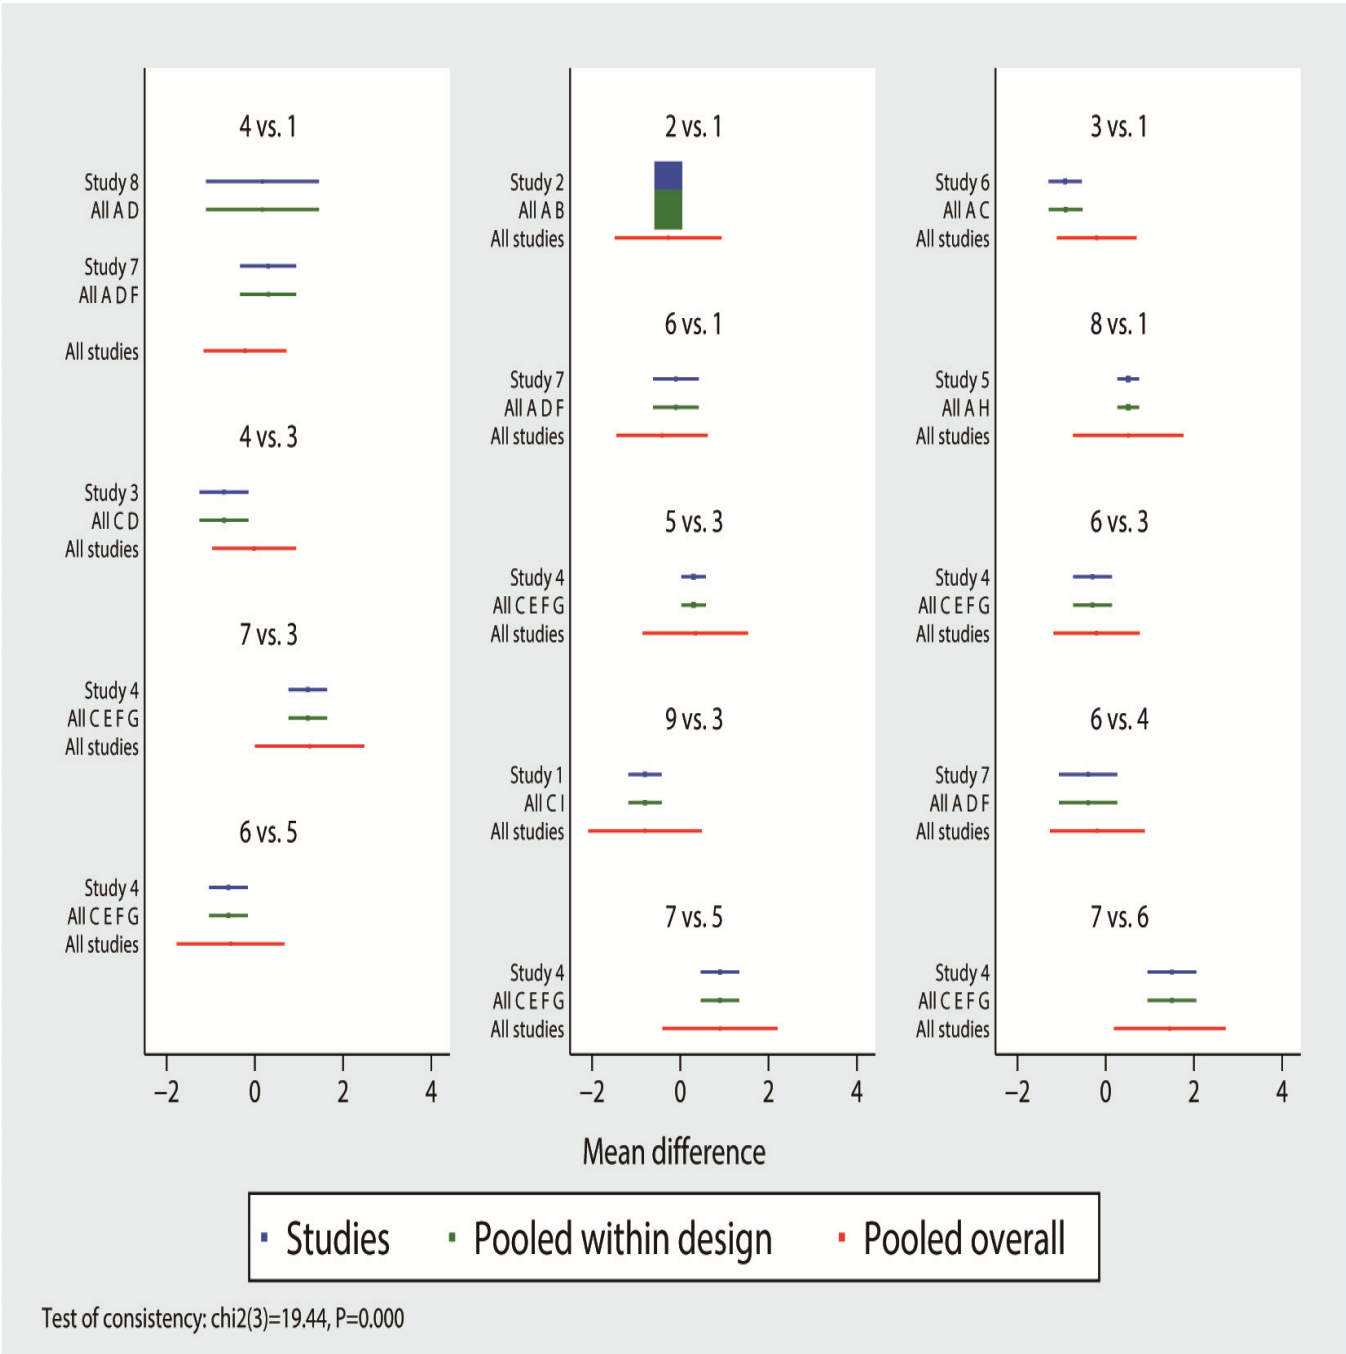 4 vs. 1
Study 8
All A D
Study 7
All A D F
All studies
4 vs. 3
Study 3
All C D
All studies
7 vs. 3
Study 4
All C E F G
All studies
6 vs. 5
Study 4
All C E F G
All studies
−2 0 2 4
2 vs. 1
Study 2
All A B
All studies
6 vs. 1
Study 7
All A D F
All studies
5 vs. 3
Study 4
All C E F G
All studies
9 vs. 3
Study 1
All C I
All studies
7 vs. 5
Study 4
All C E F G
All studies
−2 0 2 4
3 vs. 1
Study 6
All A C
All studies
8 vs. 1
Study 5
All A H
All studies
6 vs. 3
Study 4
All C E F G
All studies
6 vs. 4
Study 7
All A D F
All studies
7 vs. 6
Study 4
All C E F G
All studies
−2 0 2 4
Mean difference
Studies Pooled within design Pooled overall
Test of consistency: chi2(3)=19.44, P=0.000